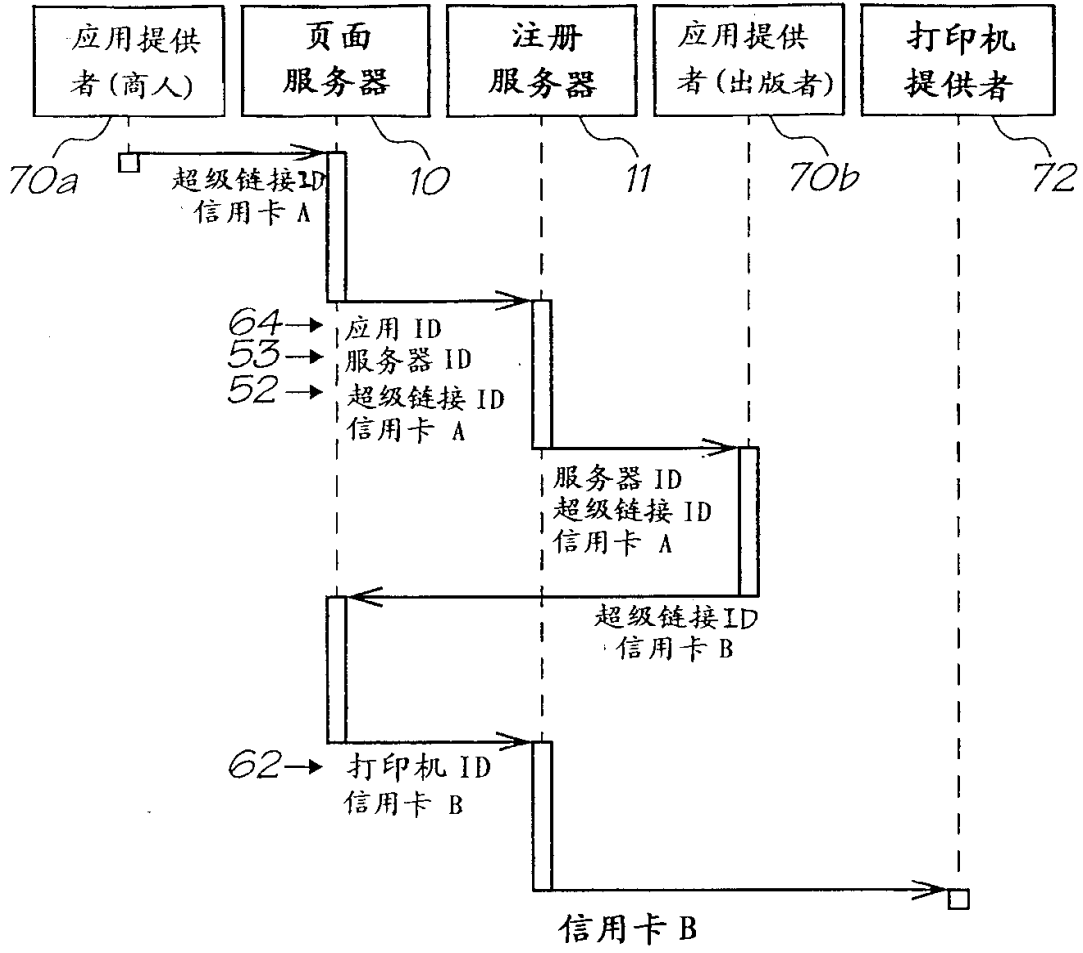 应用提供
者(商人)
页面
服务器
注册
服务器
应用提供
者(出版者)
打印机
提供者
70a
10
11
70b
72
超级链接ID
信用卡 A
64
应用 ID
53
服务器 ID
52
超级链接 ID
信用卡 A
服务器 ID
超级链接 ID
信用卡 A
超级链接ID
信用卡 B
62
打印机 ID
信用卡 B
信用卡 B